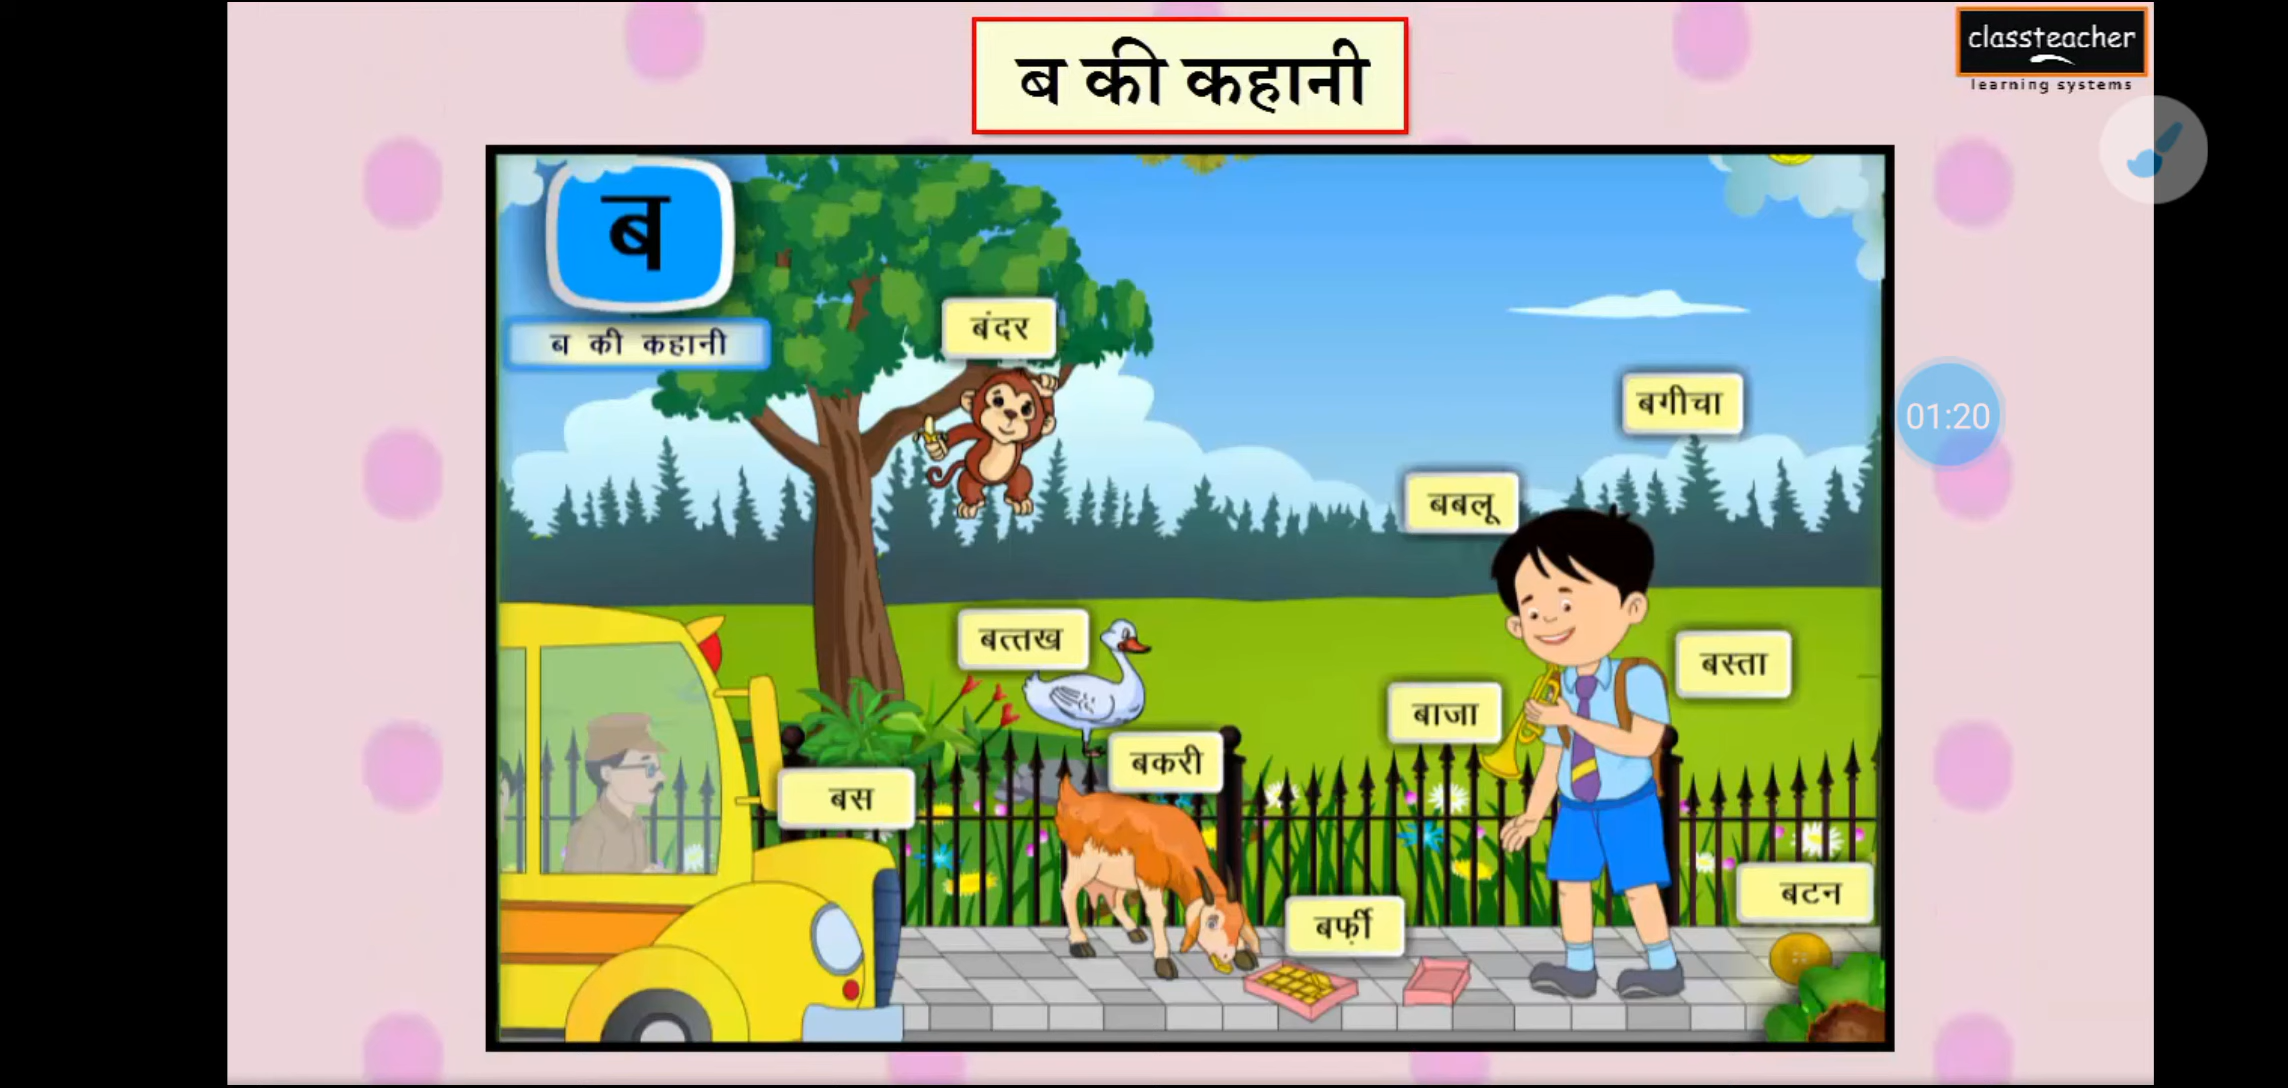 ब की कहानी
classteacher
learning systems
ब
ब की कहानी
बंदर
बगीचा
01:20
बबलू
बत्तख
बस्ता
बाजा
बकरी
बस
बटन
बर्फ़ी